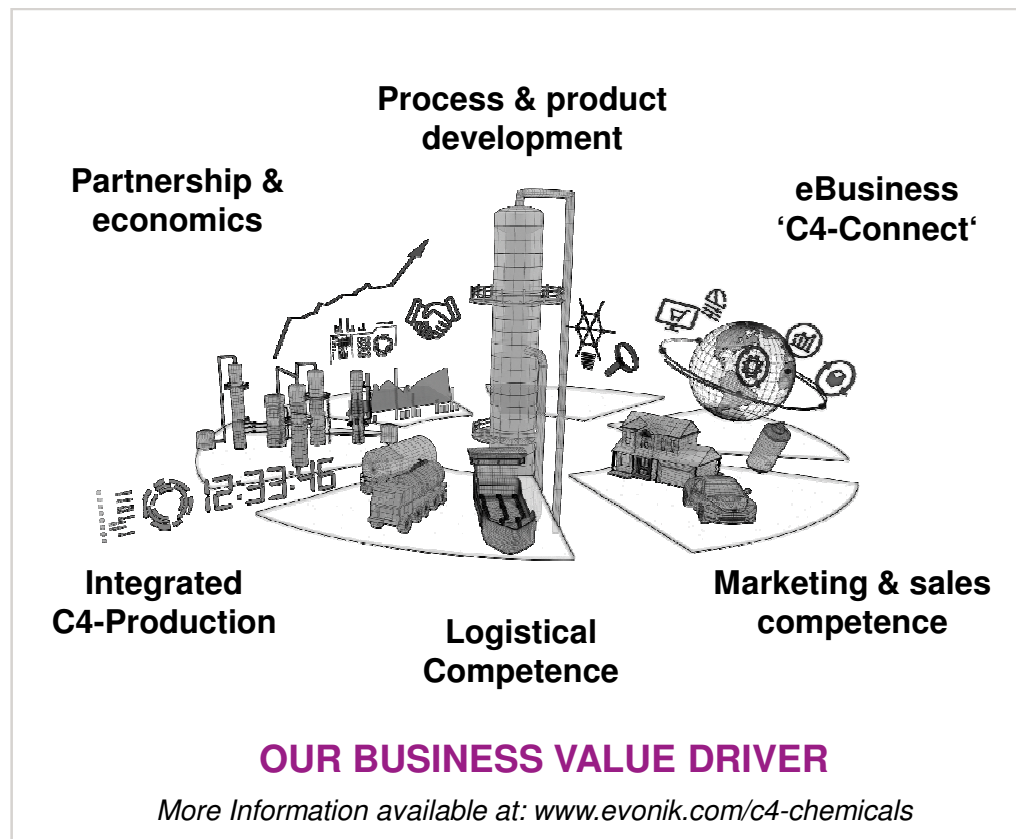 Process & product
development
Partnership &
economics
eBusiness
‘C4-Connect‘
12:33:46
Integrated
C4-Production
Marketing & sales
competence
Logistical
Competence
OUR BUSINESS VALUE DRIVER
More Information available at: www.evonik.com/c4-chemicals